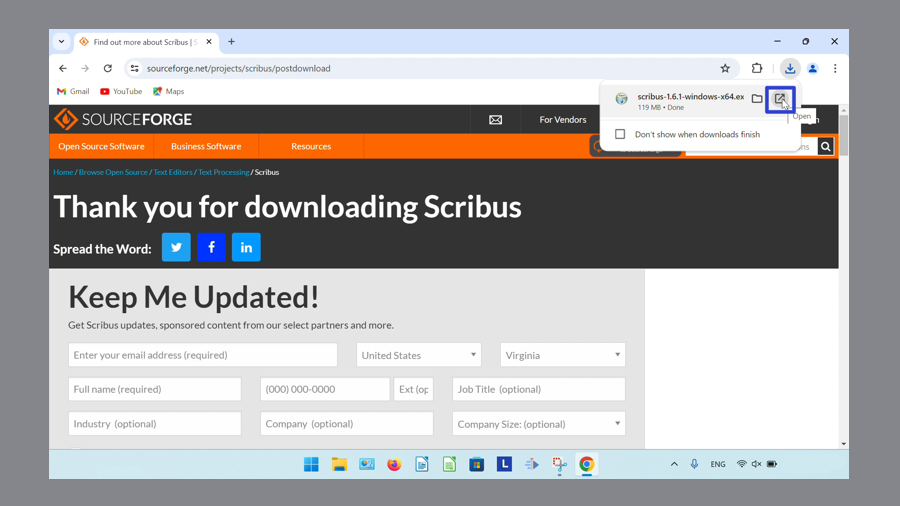 Find out more about Scribus | S
sourceforge.net/projects/scribus/postdownload
Gmail
YouTube
Maps
scribus-1.6.1-windows-x64.ex
119 MB • Done
Open
Don't show when downloads finish
SOURCEFORGE
For Vendors
Open Source Software
Business Software
Resources
Home / Browse Open Source / Text Editors / Text Processing / Scribus
Thank you for downloading Scribus
Spread the Word:
Keep Me Updated!
Get Scribus updates, sponsored content from our select partners and more.
Enter your email address (required)
United States
Virginia
Full name (required)
(000) 000-0000
Ext (op
Job Title (optional)
Industry (optional)
Company (optional)
Company Size: (optional)
ENG